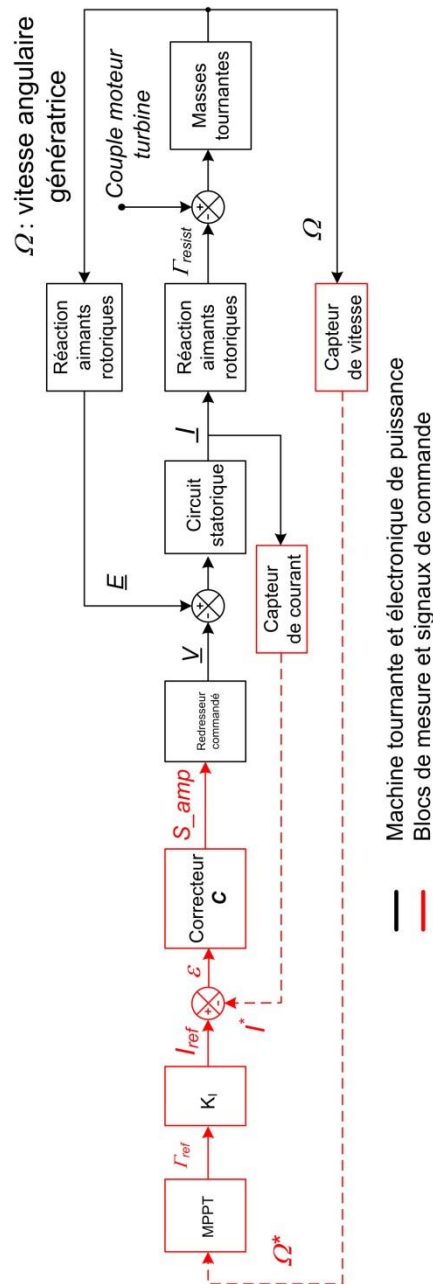 Ω : vitesse angulaire
génératrice
Réaction
aimants
rotoriques
Couple moteur
turbine
E
MPPT
Γref
KI
Iref
+
-
ε
Correcteur
C
S_amp
Redresseur
commandé
V
+
-
Circuit
statorique
I
Réaction
aimants
rotoriques
Γresist
+
-
Masses
tournantes
I*
Capteur
de courant
Ω*
Capteur
de vitesse
Ω
Machine tournante et électronique de puissance
Blocs de mesure et signaux de commande